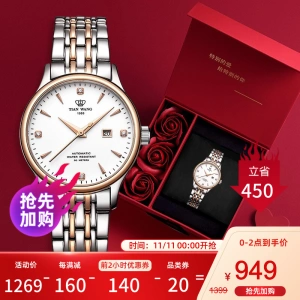 TIAN WANG
1988
AUTOMATIC
WATER RESISTANT
50 METERS
抢先
加购
立省
450
时间：11/11 00:00开抢
活动价
1269
-
每满减
160
-
前2小时优惠券
140
-
品类券
20
=
0-2点到手价
￥949
1399
抢先加购